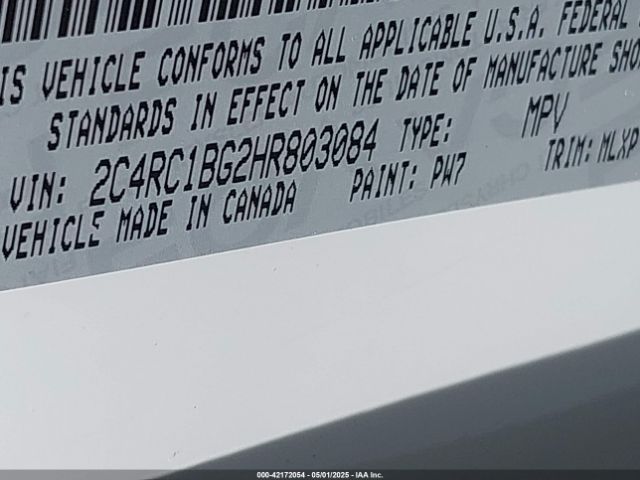 IS VEHICLE CONFORMS TO ALL APPLICABLE U.S.A. FEDERAL
STANDARDS IN EFFECT ON THE DATE OF MANUFACTURE SHO
VIN: 2C4RC1BG2HR803084 TYPE: MPV
VEHICLE MADE IN CANADA PAINT: PW7 TRIM: MLXP
000-42172054 - 05/01/2025 - IAA Inc.